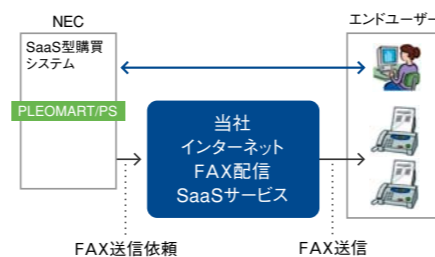 NEC
エンドユーザー
SaaS型購買
システム
PLEOMART/PS
当社
インターネット
FAX配信
SaaSサービス
FAX送信依頼
FAX送信